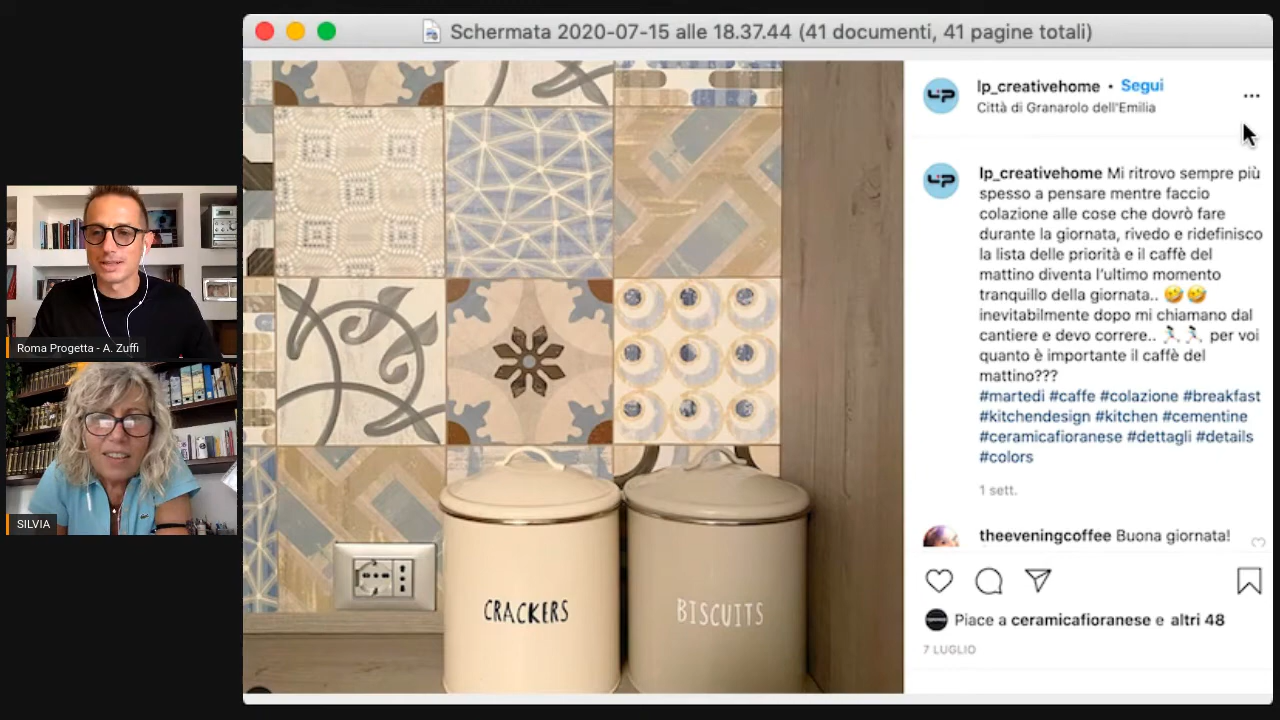 Schermata 2020-07-15 alle 18.37.44 (41 documenti, 41 pagine totali)
Roma Progetta - A. Zuffi
SILVIA
CRACKERS
BISCUITS
lp_creativehome • Segui
Città di Granarolo dell'Emilia
lp_creativehome Mi ritrovo sempre più
spesso a pensare mentre faccio
colazione alle cose che dovrò fare
durante la giornata, rivedo e ridefinisco
la lista delle priorità e il caffè del
mattino diventa l'ultimo momento
tranquillo della giornata.. 🤣🤣
inevitabilmente dopo mi chiamano dal
cantiere e devo correre.. 🏃🏻🏃🏻 per voi
quanto è importante il caffè del
mattino???
#martedi #caffe #colazione #breakfast
#kitchendesign #kitchen #cementine
#ceramicafioranese #dettagli #details
#colors
1 sett.
theeveningcoffee Buona giornata!
Piace a ceramicafioranese e altri 48
7 LUGLIO